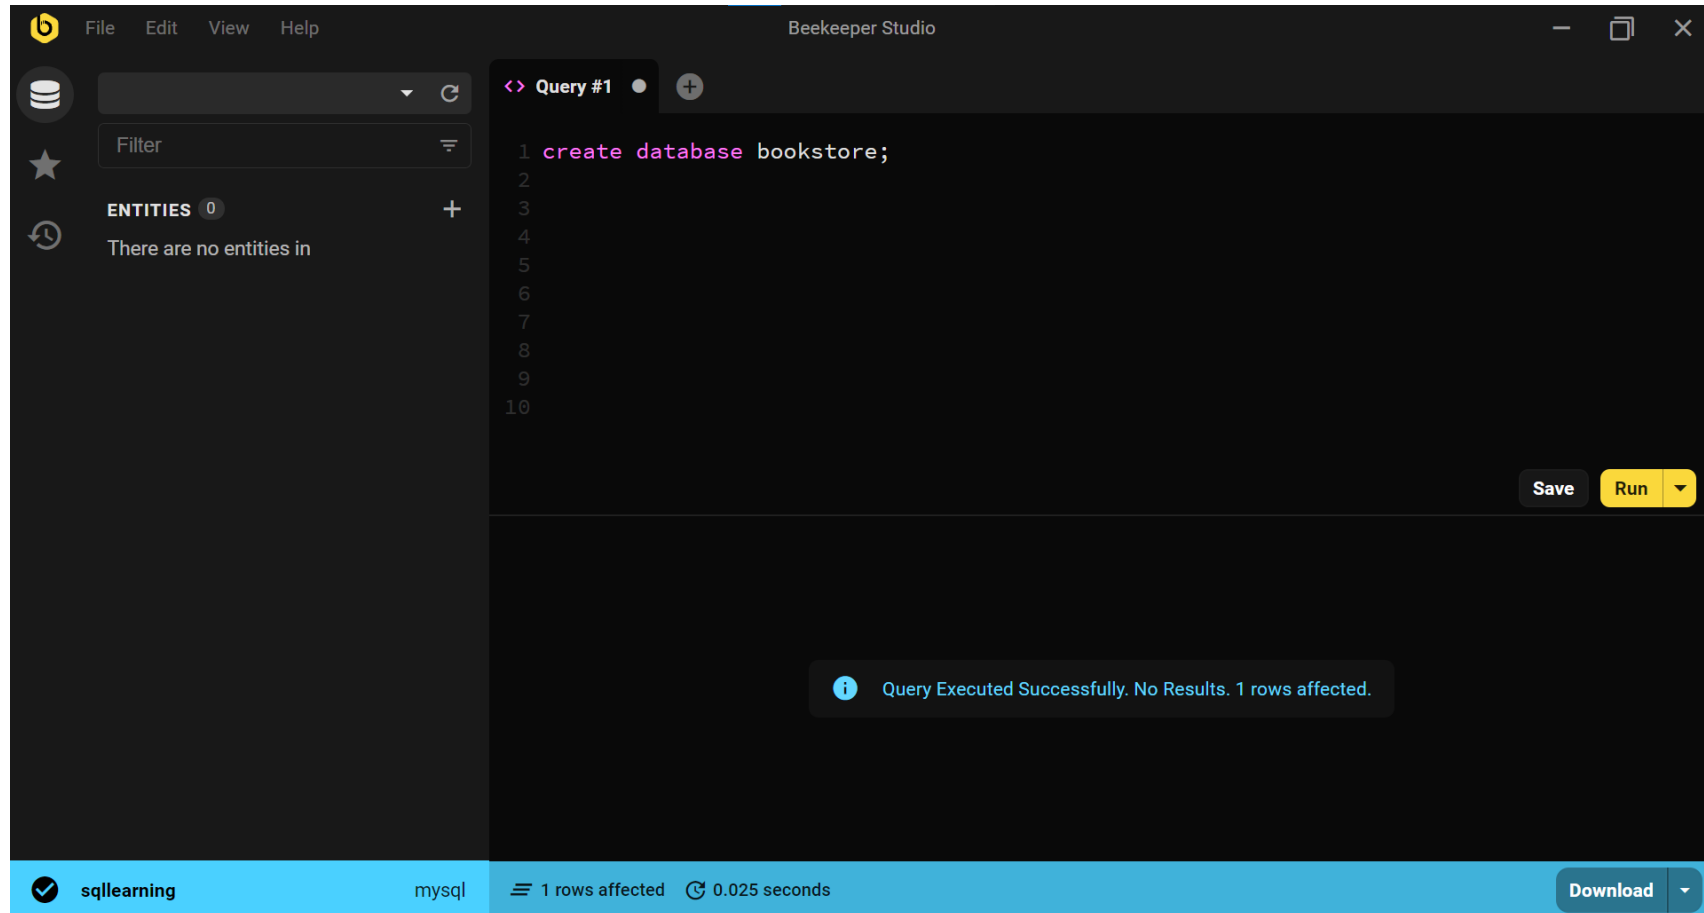 File Edit View Help
Beekeeper Studio
Query #1
Filter
ENTITIES 0
There are no entities in
1 create database bookstore;
2
3
4
5
6
7
8
9
10
Save Run
Query Executed Successfully. No Results. 1 rows affected.
sqllearning mysql
1 rows affected 0.025 seconds
Download